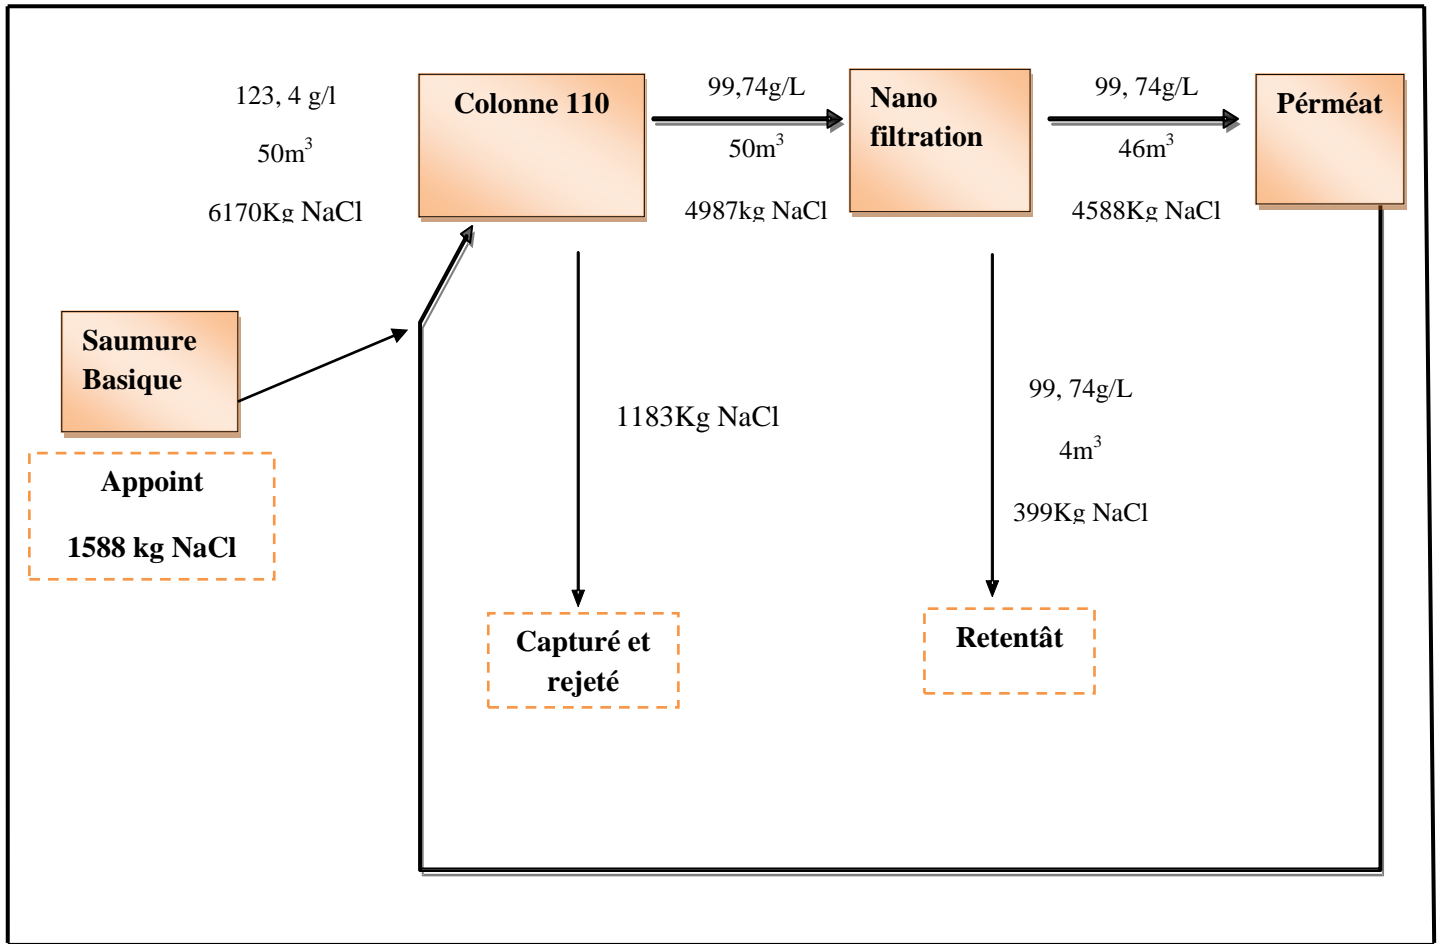 123, 4 g/l
50m³
6170Kg NaCl
Colonne 110
99,74g/L
50m³
4987kg NaCl
Nano
filtration
99, 74g/L
46m³
4588Kg NaCl
Pérméat
Saumure
Basique
Appoint
1588 kg NaCl
1183Kg NaCl
Capturé et
rejeté
99, 74g/L
4m³
399Kg NaCl
Retentât